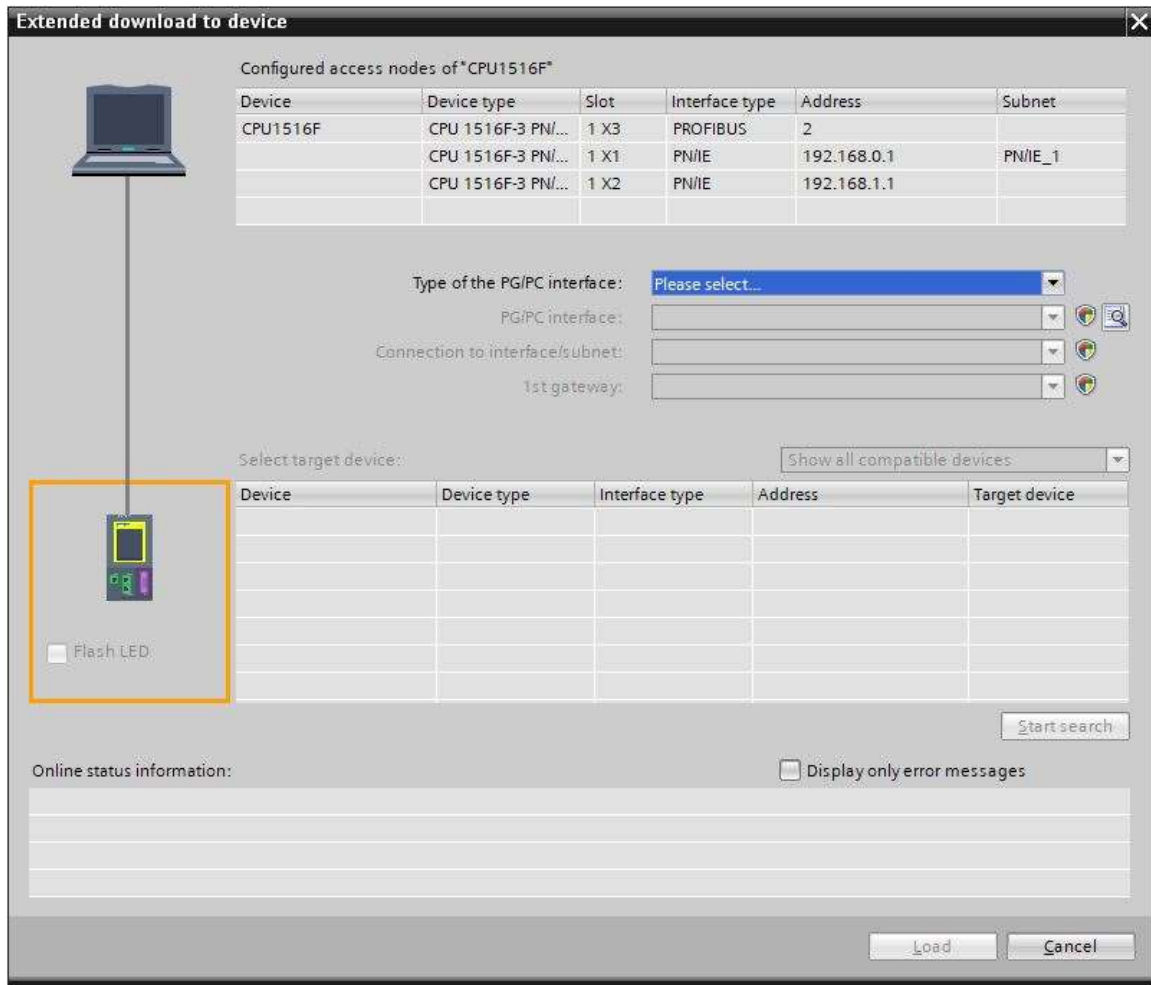 Extended download to device
Configured access nodes of "CPU1516F"
Device Device type Slot Interface type Address Subnet
CPU1516F CPU 1516F-3 PN/... 1 X3 PROFIBUS 2
CPU 1516F-3 PN/... 1 X1 PN/IE 192.168.0.1 PN/IE_1
CPU 1516F-3 PN/... 1 X2 PN/IE 192.168.1.1
Type of the PG/PC interface: Please select...
PG/PC interface:
Connection to interface/subnet:
1st gateway:
Select target device: Show all compatible devices
Device Device type Interface type Address Target device
Flash LED
Start search
Online status information: Display only error messages
Load Cancel